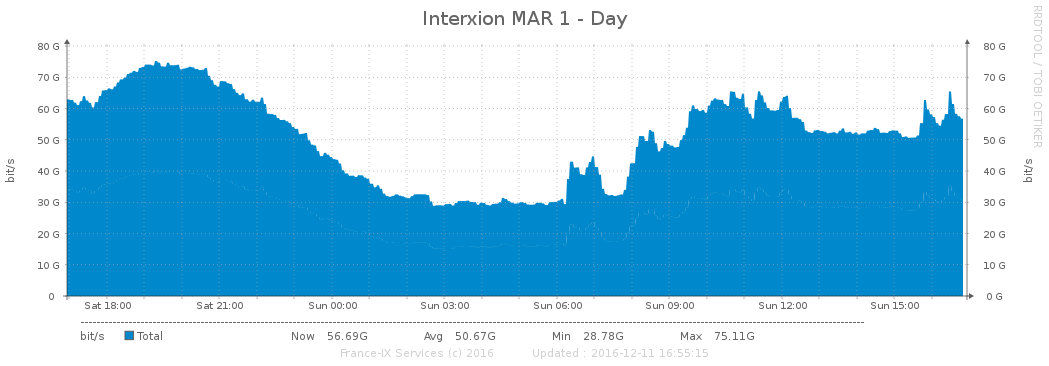 Interxion MAR 1 - Day
RRDTOOL / TOBI OETIKER
bit/s
80 G
70 G
60 G
50 G
40 G
30 G
20 G
10 G
0
80 G
70 G
60 G
50 G
40 G
30 G
20 G
10 G
0 G
bit/s
Sat 18:00 Sat 21:00 Sun 00:00 Sun 03:00 Sun 06:00 Sun 09:00 Sun 12:00 Sun 15:00
bit/s Total Now 56.69G Avg 50.67G Min 28.78G Max 75.11G
France-IX Services (c) 2016 Updated : 2016-12-11 16:55:15